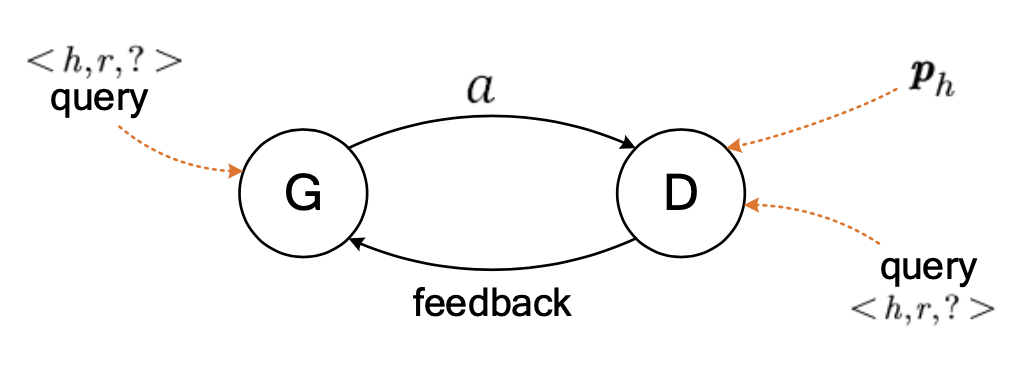 <h,r,?>
query
a
p_h
G
D
feedback
query
<h,r,?>